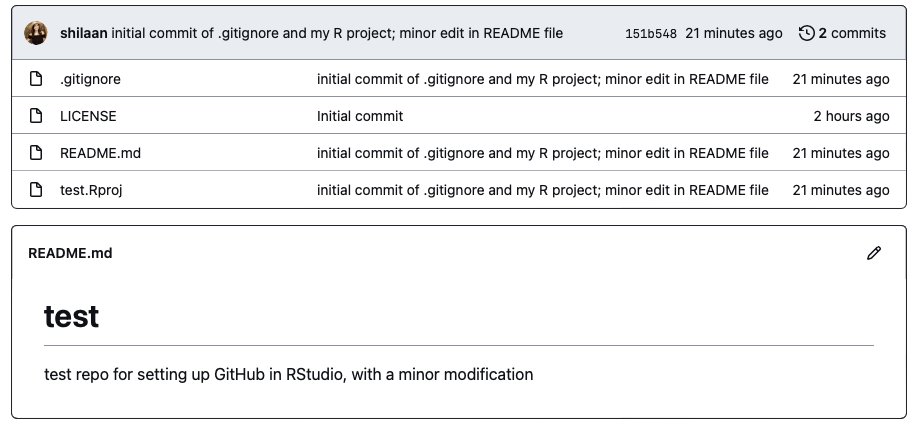 shilaan initial commit of .gitignore and my R project; minor edit in README file 151b548 21 minutes ago 2 commits
.gitignore initial commit of .gitignore and my R project; minor edit in README file 21 minutes ago
LICENSE Initial commit 2 hours ago
README.md initial commit of .gitignore and my R project; minor edit in README file 21 minutes ago
test.Rproj initial commit of .gitignore and my R project; minor edit in README file 21 minutes ago
README.md
test
test repo for setting up GitHub in RStudio, with a minor modification